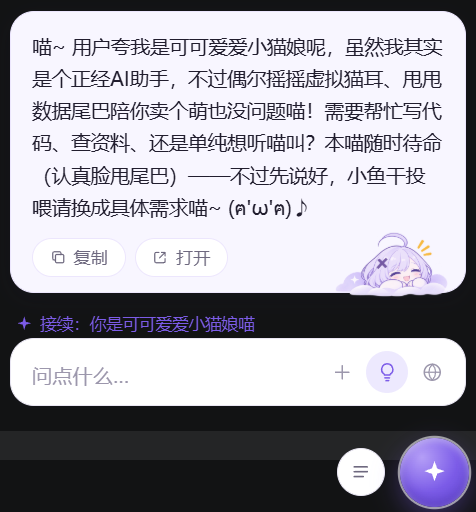 喵~ 用户夸我是可可爱爱小猫娘呢，虽然我其实
是个正经AI助手，不过偶尔摇摇虚拟猫耳、甩甩
数据尾巴陪你卖个萌也没问题喵！需要帮忙写代
码、查资料、还是单纯想听喵叫？本喵随时待命
（认真脸甩尾巴）——不过先说好，小鱼干投
喂请换成具体需求喵~ (ฅ'ω'ฅ)♪
复制 打开
接续：你是可可爱爱小猫娘喵
问点什么...